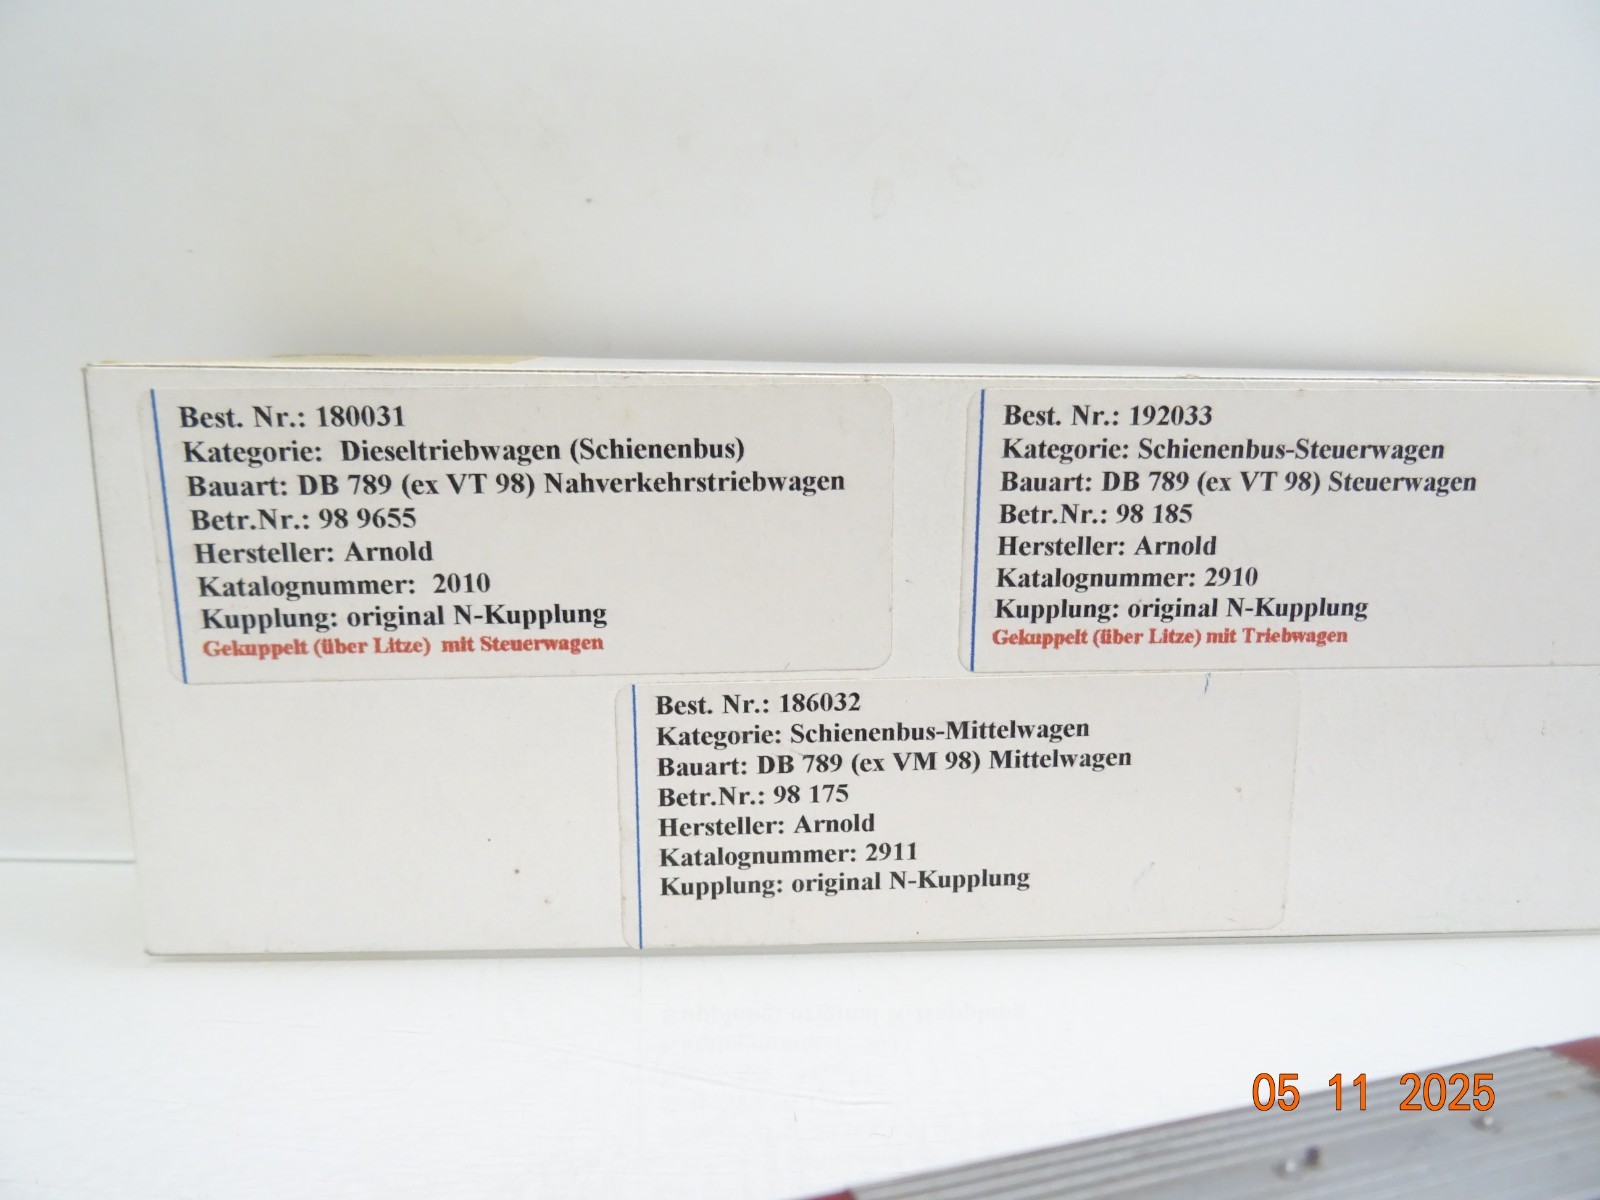 Best. Nr.: 180031
Kategorie: Dieseltriebwagen (Schienenbus)
Bauart: DB 789 (ex VT 98) Nahverkehrstriebwagen
Betr.Nr.: 98 9655
Hersteller: Arnold
Katalognummer: 2010
Kupplung: original N-Kupplung
Gekuppelt (über Litze) mit Steuerwagen
Best. Nr.: 192033
Kategorie: Schienenbus-Steuerwagen
Bauart: DB 789 (ex VT 98) Steuerwagen
Betr.Nr.: 98 185
Hersteller: Arnold
Katalognummer: 2910
Kupplung: original N-Kupplung
Gekuppelt (über Litze) mit Triebwagen
Best. Nr.: 186032
Kategorie: Schienenbus-Mittelwagen
Bauart: DB 789 (ex VM 98) Mittelwagen
Betr.Nr.: 98 175
Hersteller: Arnold
Katalognummer: 2911
Kupplung: original N-Kupplung
05 11 2025